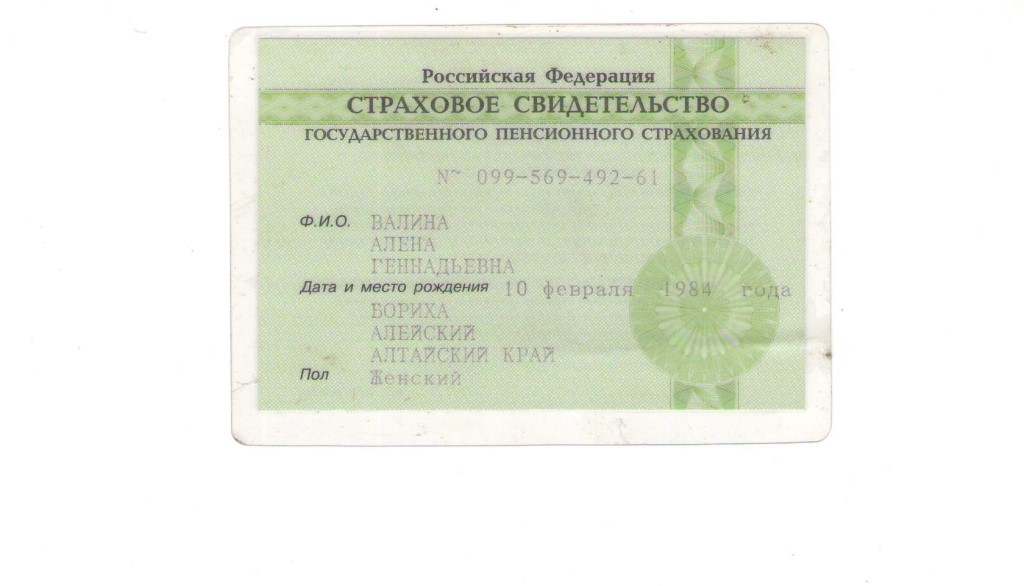 Российская Федерация
СТРАХОВОЕ СВИДЕТЕЛЬСТВО
ГОСУДАРСТВЕННОГО ПЕНСИОННОГО СТРАХОВАНИЯ
N~ 099-569-492-61
Ф.И.О. ВАЛИНА
АЛЕНА
ГЕННАДЬЕВНА
Дата и место рождения 10 февраля 1984 года
БОРИХА
АЛЕЙСКИЙ
АЛТАЙСКИЙ КРАЙ
Пол Женский